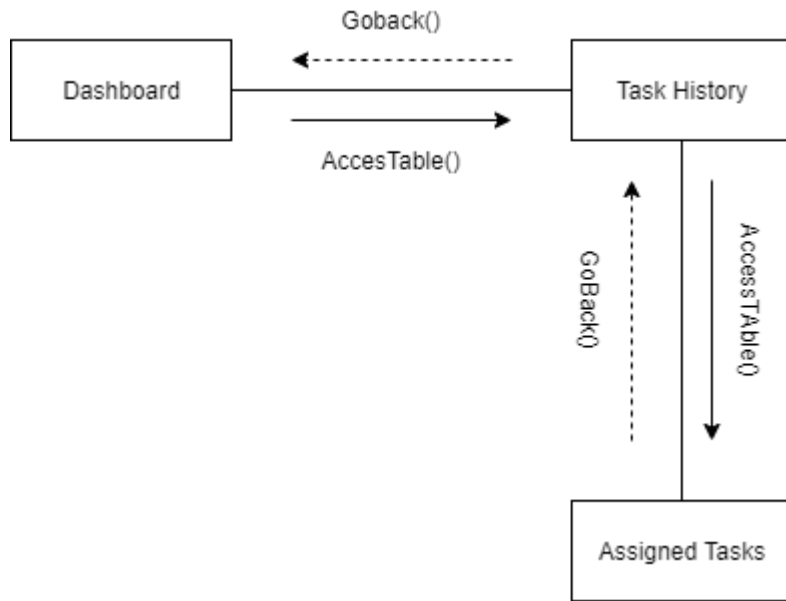 Goback()
Dashboard
Task History
AccesTable()
GoBack()
AccessTAble()
Assigned Tasks